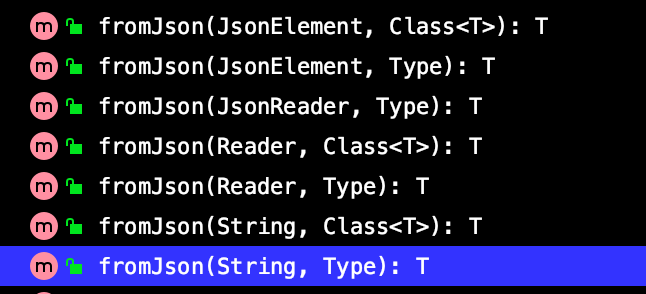 m fromJson(JsonElement, Class<T>): T
m fromJson(JsonElement, Type): T
m fromJson(JsonReader, Type): T
m fromJson(Reader, Class<T>): T
m fromJson(Reader, Type): T
m fromJson(String, Class<T>): T
m fromJson(String, Type): T